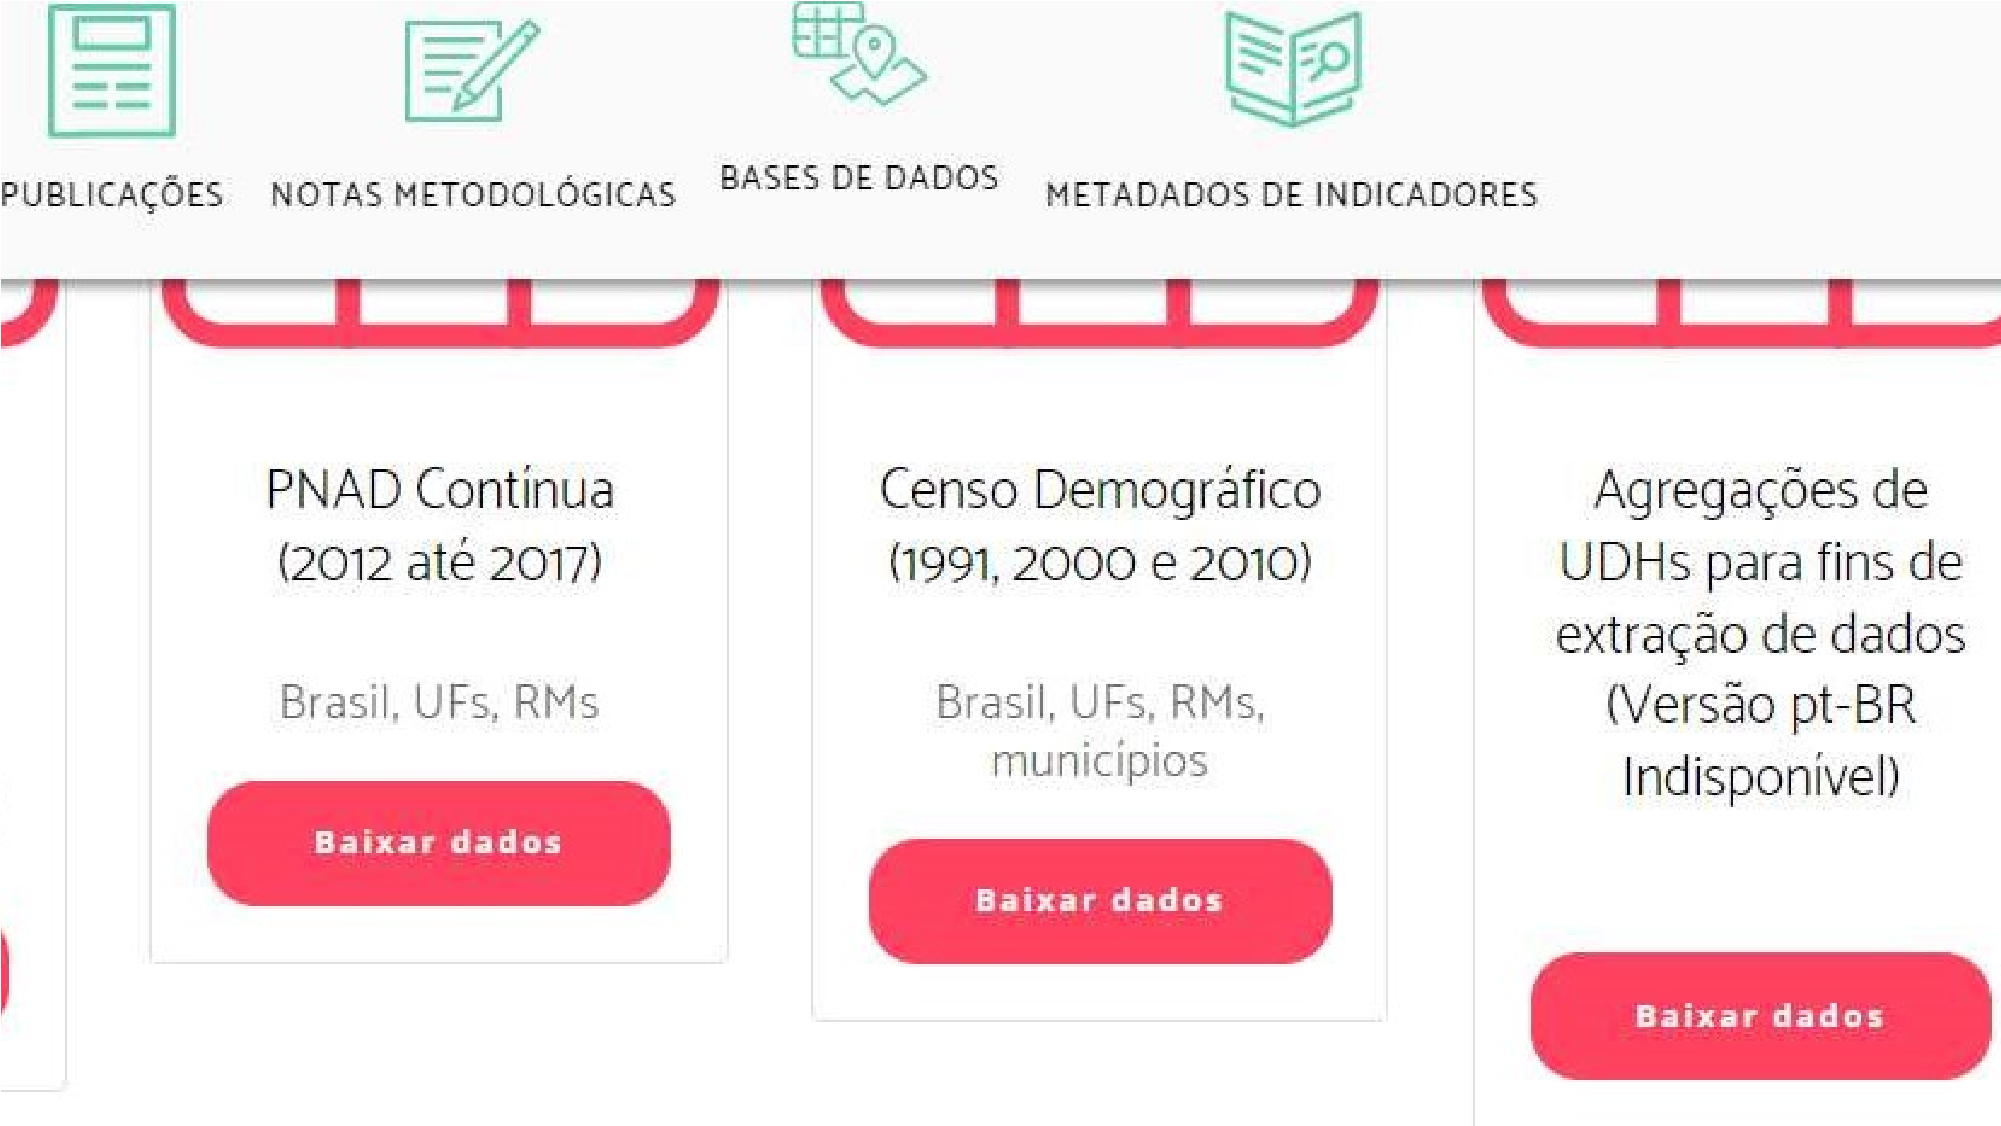 PUBLICAÇÕES
NOTAS METODOLÓGICAS
BASES DE DADOS
METADADOS DE INDICADORES
PNAD Contínua
(2012 até 2017)
Brasil, UFs, RMs
Baixar dados
Censo Demográfico
(1991, 2000 e 2010)
Brasil, UFs, RMs,
municípios
Baixar dados
Agregações de
UDHs para fins de
extração de dados
(Versão pt-BR
Indisponível)
Baixar dados